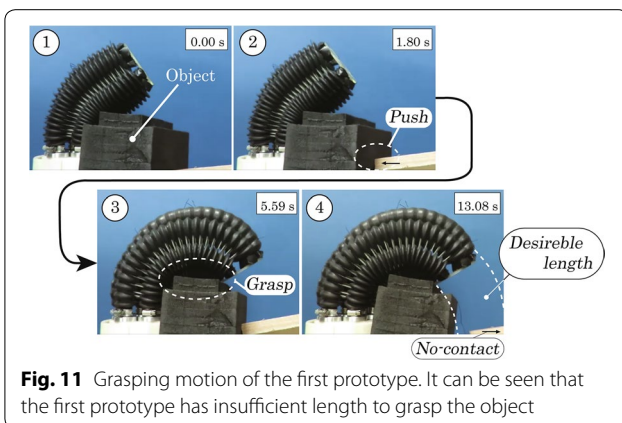 1
0.00 s
Object
2
1.80 s
Push
3
5.59 s
Grasp
4
13.08 s
Desireble
length
No-contact
Fig. 11 Grasping motion of the first prototype. It can be seen that
the first prototype has insufficient length to grasp the object